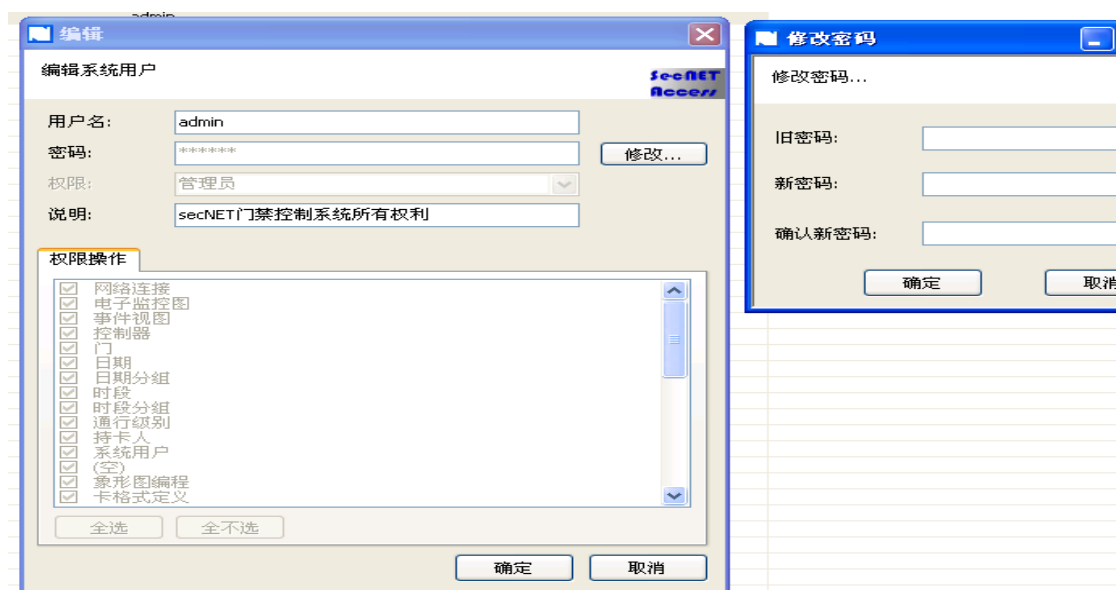 admin
编辑
编辑系统用户
SecNET
Access
用户名:
admin
密码:
******
修改...
权限:
管理员
说明:
secNET门禁控制系统所有权利
权限操作
网络连接
电子监控图
事件视图
控制器
门
日期
日期分组
时段
时段分组
通行级别
持卡人
系统用户
(空)
象形图编程
卡格式定义
全选
全不选
确定
取消
修改密码
修改密码...
旧密码:
新密码:
确认新密码:
确定
取消